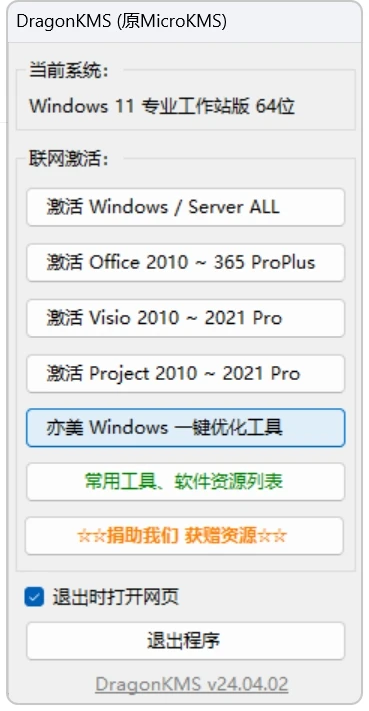 DragonKMS (原MicroKMS)
当前系统:
Windows 11 专业工作站版 64位
联网激活:
激活 Windows / Server ALL
激活 Office 2010 ~ 365 ProPlus
激活 Visio 2010 ~ 2021 Pro
激活 Project 2010 ~ 2021 Pro
亦美 Windows 一键优化工具
常用工具、软件资源列表
☆☆捐助我们 获赠资源☆☆
退出时打开网页
退出程序
DragonKMS v24.04.02